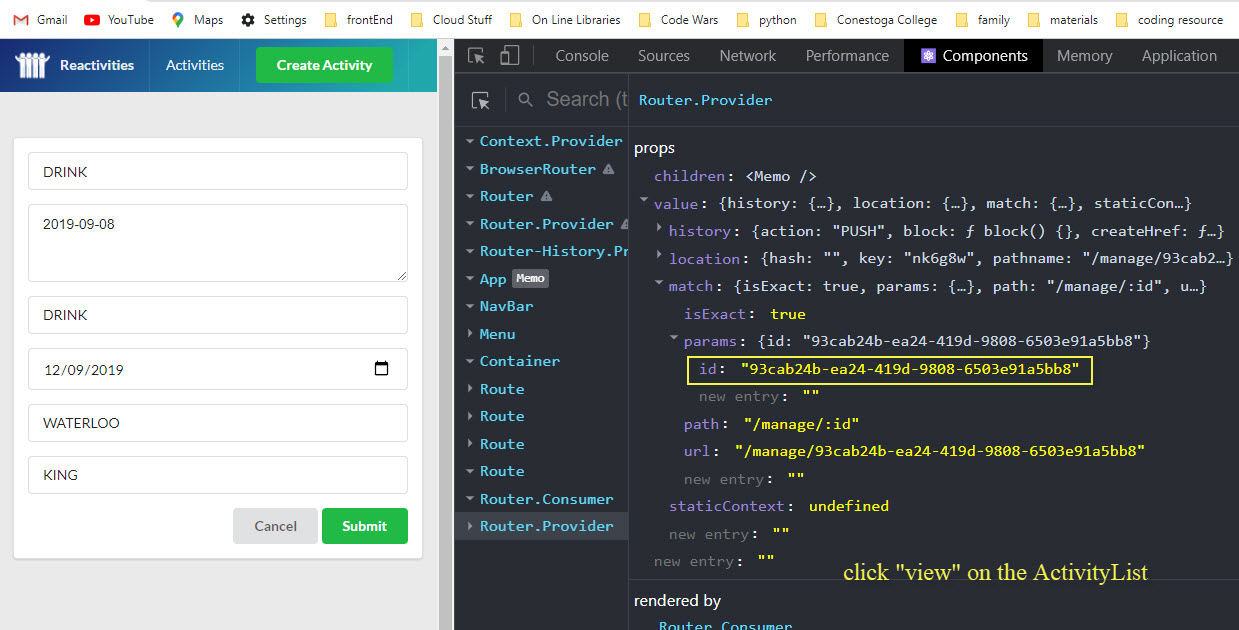 Gmail YouTube Maps Settings frontEnd Cloud Stuff On Line Libraries Code Wars python Conestoga College family materials coding resource
Reactivities Activities Create Activity
DRINK
2019-09-08
DRINK
12/09/2019
WATERLOO
KING
Cancel Submit
Console Sources Network Performance Components Memory Application
Search (t
Context.Provider
BrowserRouter
Router
Router.Provider
Router-History.Pr
App Memo
NavBar
Menu
Container
Route
Route
Route
Route
Router.Consumer
Router.Provider
Router.Provider
props
children: <Memo />
value: {history: {…}, location: {…}, match: {…}, staticCon…}
history: {action: "PUSH", block: ƒ block() {}, createHref: ƒ…}
location: {hash: "", key: "nk6g8w", pathname: "/manage/93cab2…}
match: {isExact: true, params: {…}, path: "/manage/:id", u…}
isExact: true
params: {id: "93cab24b-ea24-419d-9808-6503e91a5bb8"}
id: "93cab24b-ea24-419d-9808-6503e91a5bb8"
new entry: ""
path: "/manage/:id"
url: "/manage/93cab24b-ea24-419d-9808-6503e91a5bb8"
new entry: ""
staticContext: undefined
new entry: ""
new entry: ""
click "view" on the ActivityList
rendered by
Router.Consumer